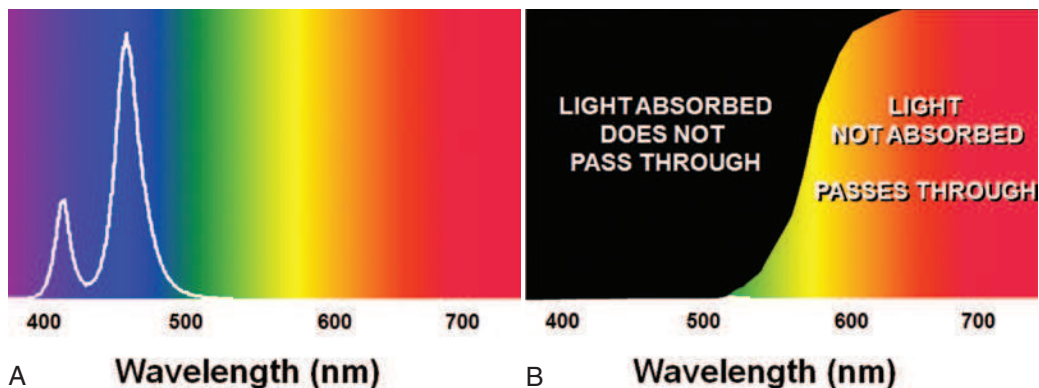 400 500 600 700
Wavelength (nm)
A
LIGHT ABSORBED
DOES NOT
PASS THROUGH
LIGHT
NOT ABSORBED
PASSES THROUGH
400 500 600 700
Wavelength (nm)
B